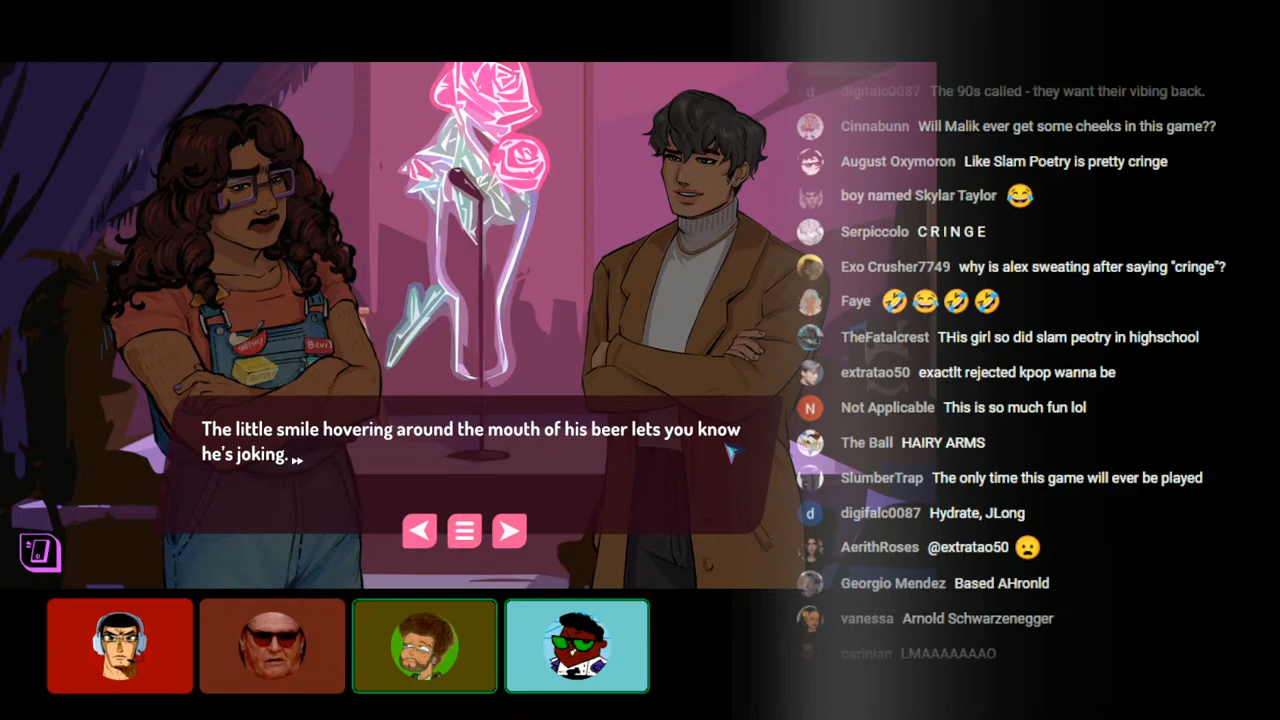 digifalc0087 The 90s called - they want their vibing back.
Cinnabunn Will Malik ever get some cheeks in this game??
August Oxymoron Like Slam Poetry is pretty cringe
boy named Skylar Taylor 😂
Serpiccolo C R I N G E
Exo Crusher7749 why is alex sweating after saying "cringe"?
Faye 🤣😂🤣🤣
TheFatalcrest THis girl so did slam peotry in highschool
extratao50 exactlt rejected kpop wanna be
N Not Applicable This is so much fun lol
The Ball HAIRY ARMS
SlumberTrap The only time this game will ever be played
d digifalc0087 Hydrate, JLong
AerithRoses @extratao50 😦
Georgio Mendez Based AHronld
vanessa Arnold Schwarzenegger
carinian LMAAAAAAAO
The little smile hovering around the mouth of his beer lets you know
he's joking.